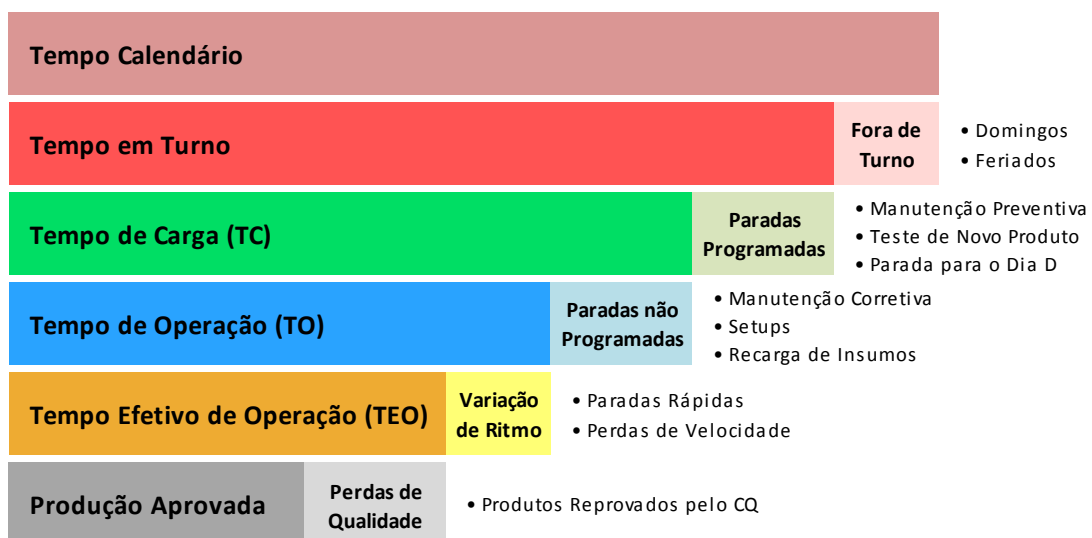 Tempo Calendário
Tempo em Turno
Fora de
Turno
• Domingos
• Feriados
Tempo de Carga (TC)
Paradas
Programadas
• Manutenção Preventiva
• Teste de Novo Produto
• Parada para o Dia D
Tempo de Operação (TO)
Paradas não
Programadas
• Manutenção Corretiva
• Setups
• Recarga de Insumos
Tempo Efetivo de Operação (TEO)
Variação
de Ritmo
• Paradas Rápidas
• Perdas de Velocidade
Produção Aprovada
Perdas de
Qualidade
• Produtos Reprovados pelo CQ